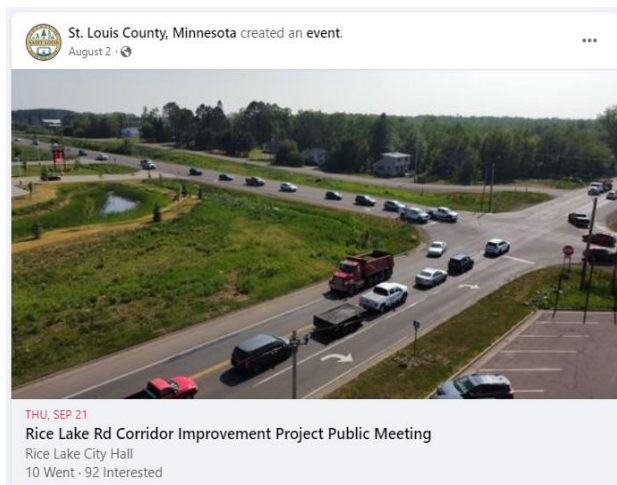 St. Louis County, Minnesota created an event.
August 2 ·
THU, SEP 21
Rice Lake Rd Corridor Improvement Project Public Meeting
Rice Lake City Hall
10 Went · 92 Interested